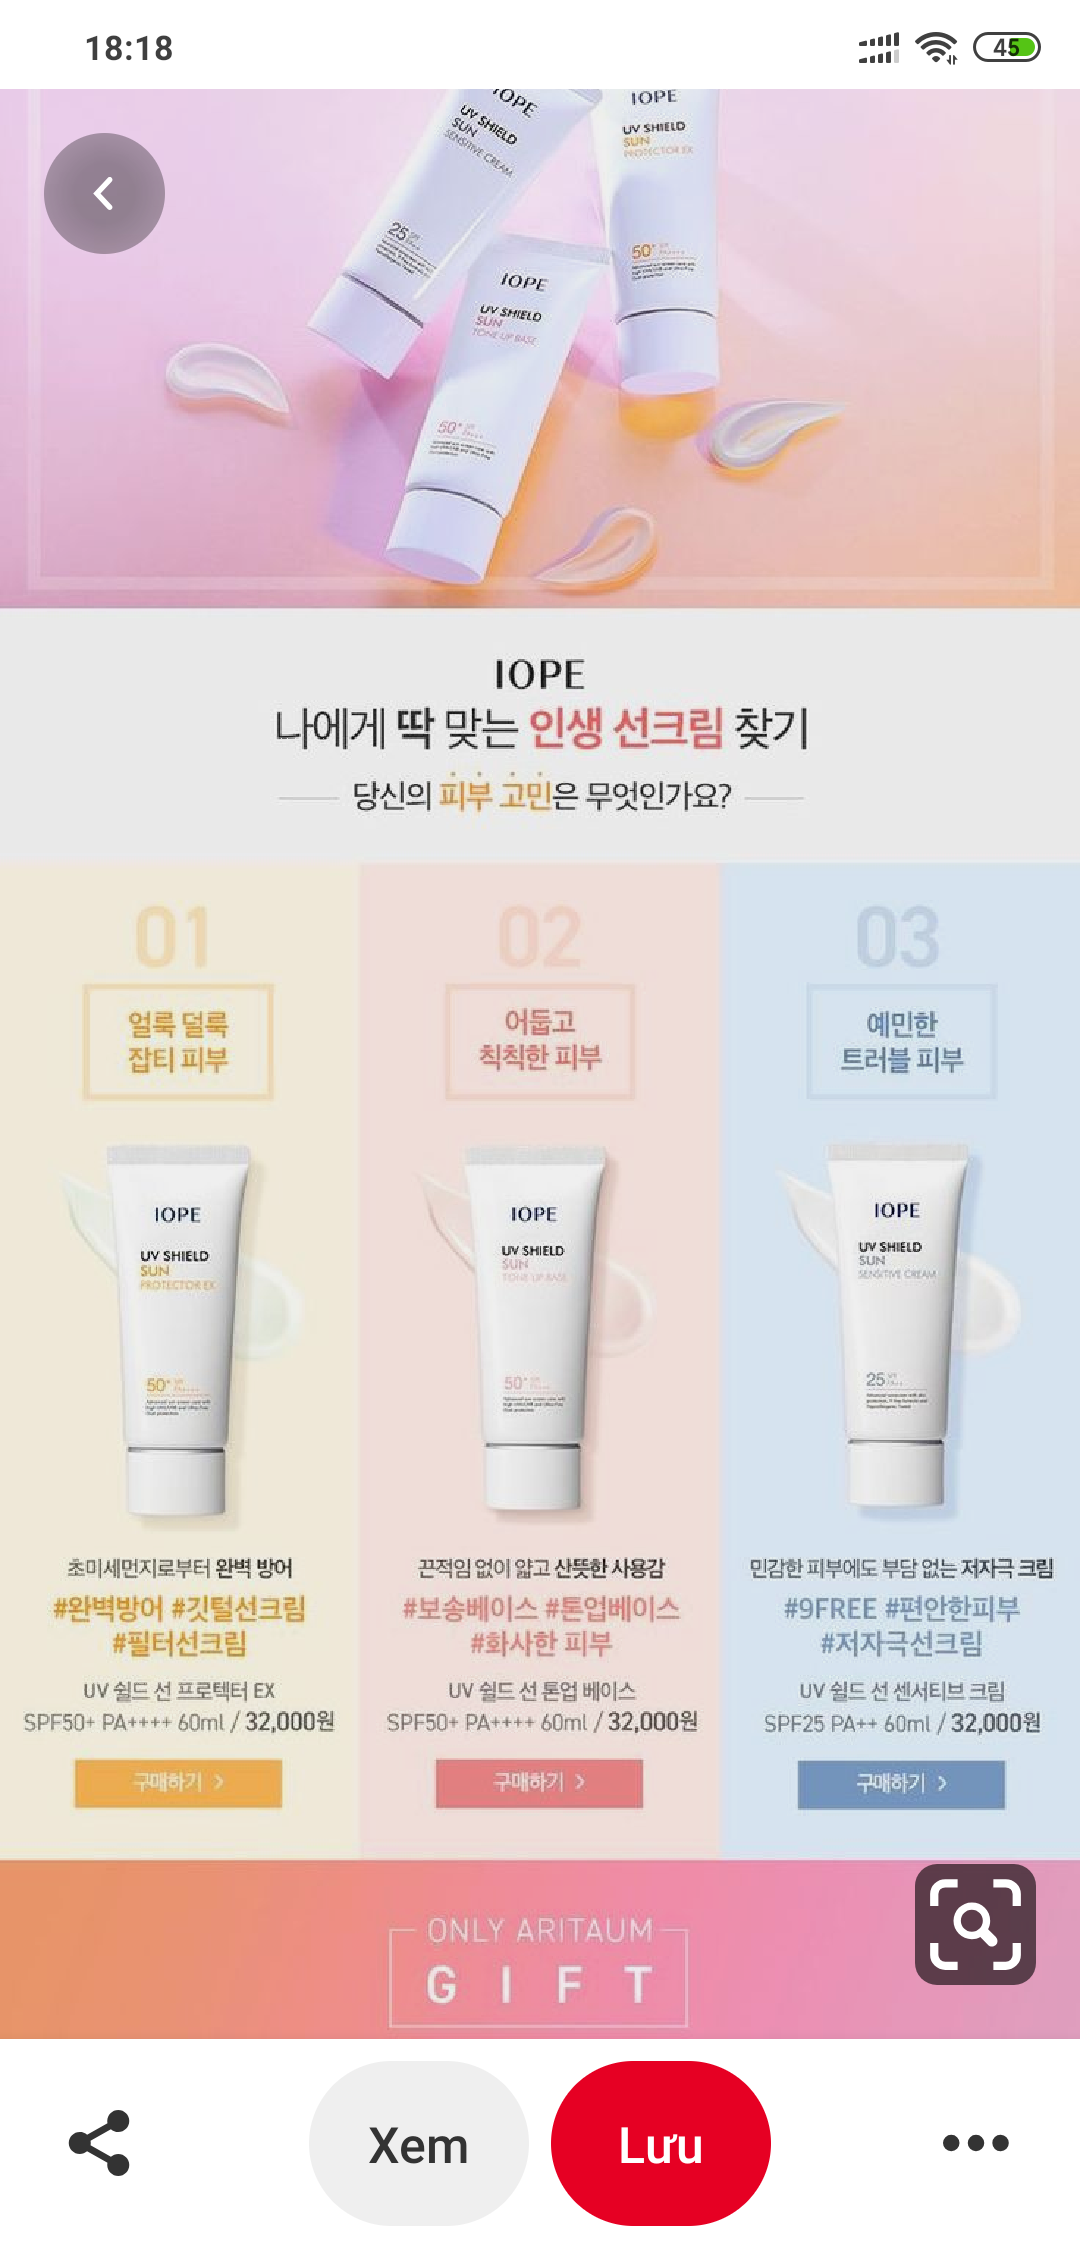 18:18
45
IOPE
UV SHIELD
SUN
SENSITIVE CREAM
25
IOPE
UV SHIELD
SUN
PROTECTOR EX
50+
IOPE
UV SHIELD
SUN
TONE UP BASE
50+
IOPE
나에게 딱 맞는 인생 선크림 찾기
당신의 피부 고민은 무엇인가요?
01
얼룩 덜룩
잡티 피부
IOPE
UV SHIELD
SUN
PROTECTOR EX
50+
초미세먼지로부터 완벽 방어
#완벽방어 #깃털선크림
#필터선크림
UV 쉴드 선 프로텍터 EX
SPF50+ PA++++ 60ml / 32,000원
구매하기 >
02
어둡고
칙칙한 피부
IOPE
UV SHIELD
SUN
TONE UP BASE
50+
끈적임 없이 얇고 산뜻한 사용감
#보송베이스 #톤업베이스
#화사한 피부
UV 쉴드 선 톤업 베이스
SPF50+ PA++++ 60ml / 32,000원
구매하기 >
03
예민한
트러블 피부
IOPE
UV SHIELD
SUN
SENSITIVE CREAM
25
민감한 피부에도 부담 없는 저자극 크림
#9FREE #편안한피부
#저자극선크림
UV 쉴드 선 센서티브 크림
SPF25 PA++ 60ml / 32,000원
구매하기 >
ONLY ARITAUM
GIFT
Xem
Lưu